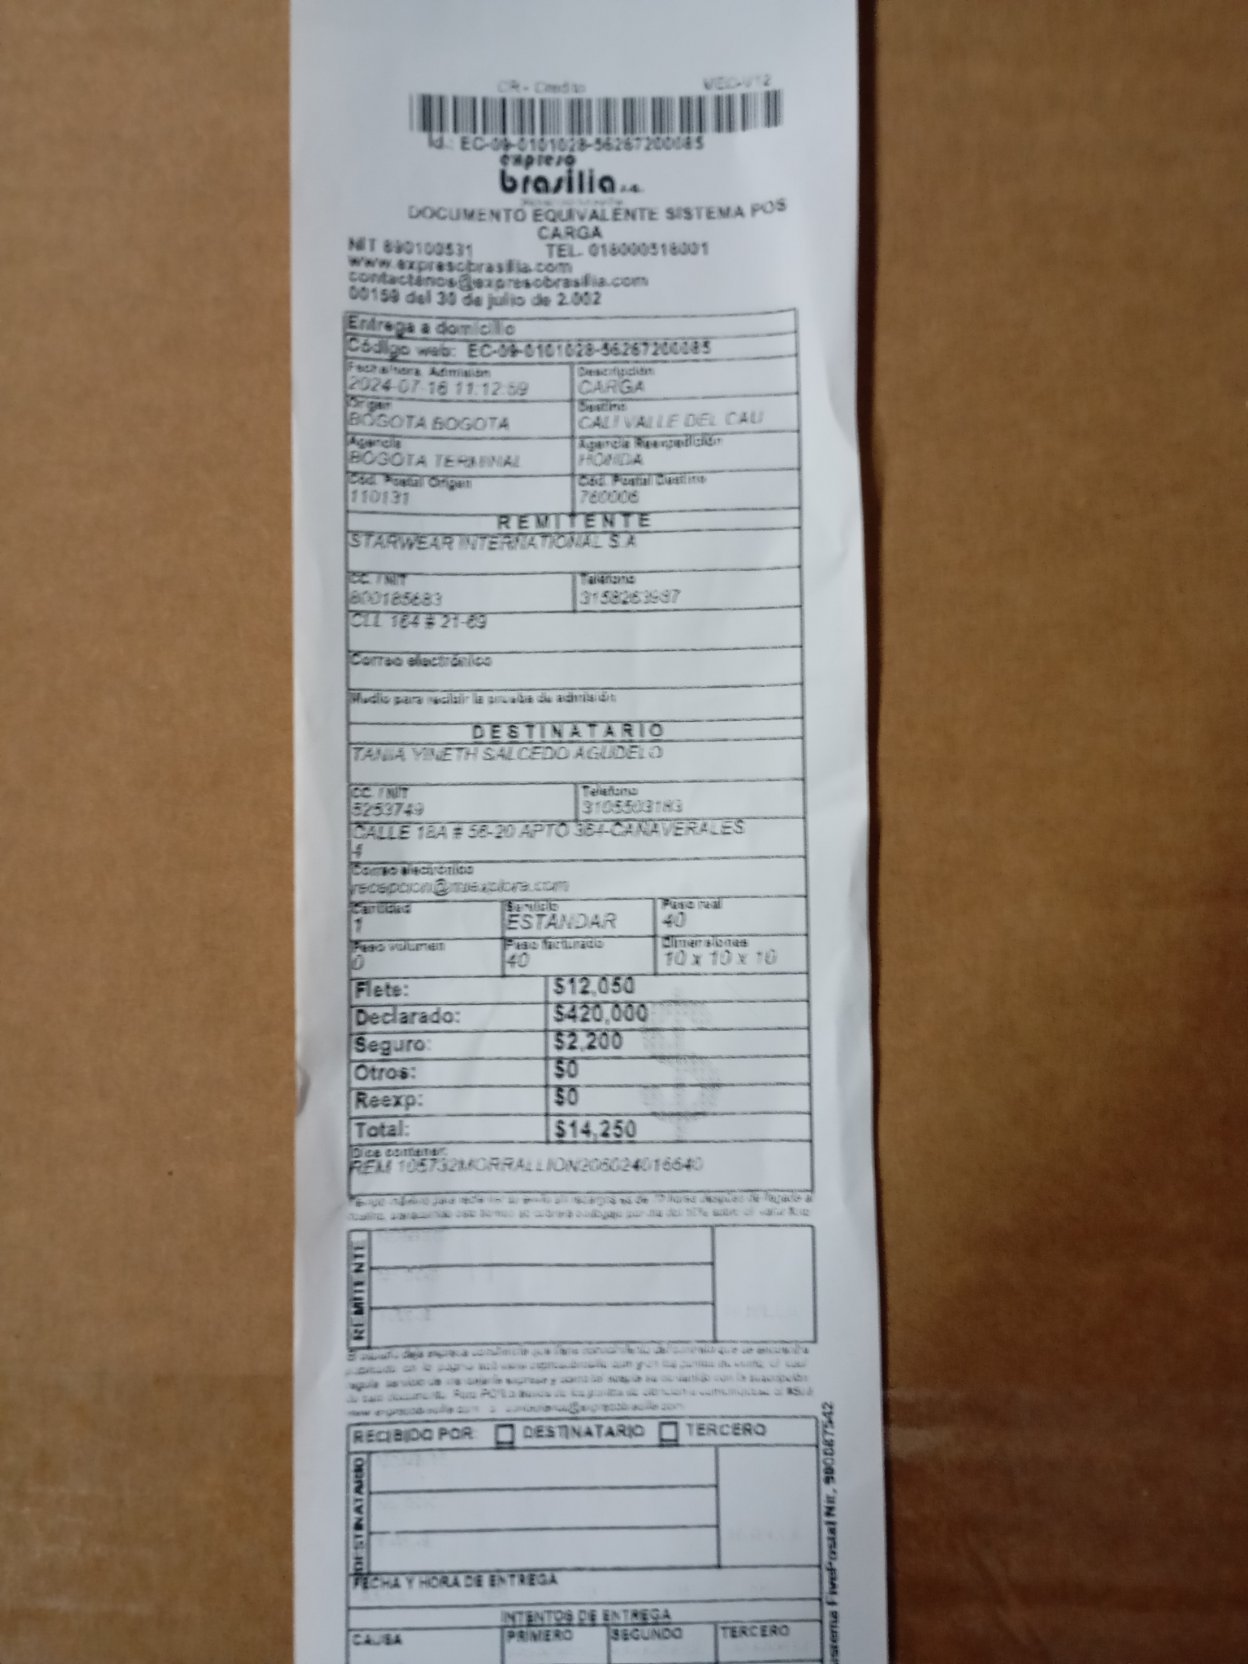 CR - Credito
Id.: EC-09-0101028-56267200085
expreso
brasilia s.a.
DOCUMENTO EQUIVALENTE SISTEMA POS
CARGA
NIT 890100531 TEL. 018000518001
www.expresobrasilia.com
contactenos@expresobrasilia.com
00159 del 30 de julio de 2.002
Entrega a domicilio
Código web: EC-09-0101028-56267200085
Fecha/hora Admisión Descripción
2024-07-16 11:12:59 CARGA
Origen Destino
BOGOTA BOGOTA CALI VALLE DEL CAU
Agencia Agencia Reexpedición
BOGOTA TERMINAL HONDA
Cód. Postal Origen Cód. Postal Destino
110131 760006
REMITENTE
STARWEAR INTERNATIONAL S.A
CC. / NIT Teléfono
800185683 3158263987
CLL 164 # 21-69
Correo electrónico
Medio para recibir la prueba de admisión
DESTINATARIO
TANIA YINETH SALCEDO AGUDELO
CC. / NIT Teléfono
5253749 3105503183
CALLE 18A # 56-20 APTO 364-CAÑAVERALES
4
Correo electrónico
Cantidad Servicio Peso real
1 ESTANDAR 40
Peso volumen Peso facturado Dimensiones
0 40 10 x 10 x 10
Flete: $12,050
Declarado: $420,000
Seguro: $2,200
Otros: $0
Reexp: $0
Total: $14,250
Dice contener:
REM 105732MORRALLION206024016640
REMITENTE
RECIBIDO POR: DESTINATARIO TERCERO
DESTINATARIO
FECHA Y HORA DE ENTREGA
INTENTOS DE ENTREGA
CAUSA PRIMERO SEGUNDO TERCERO